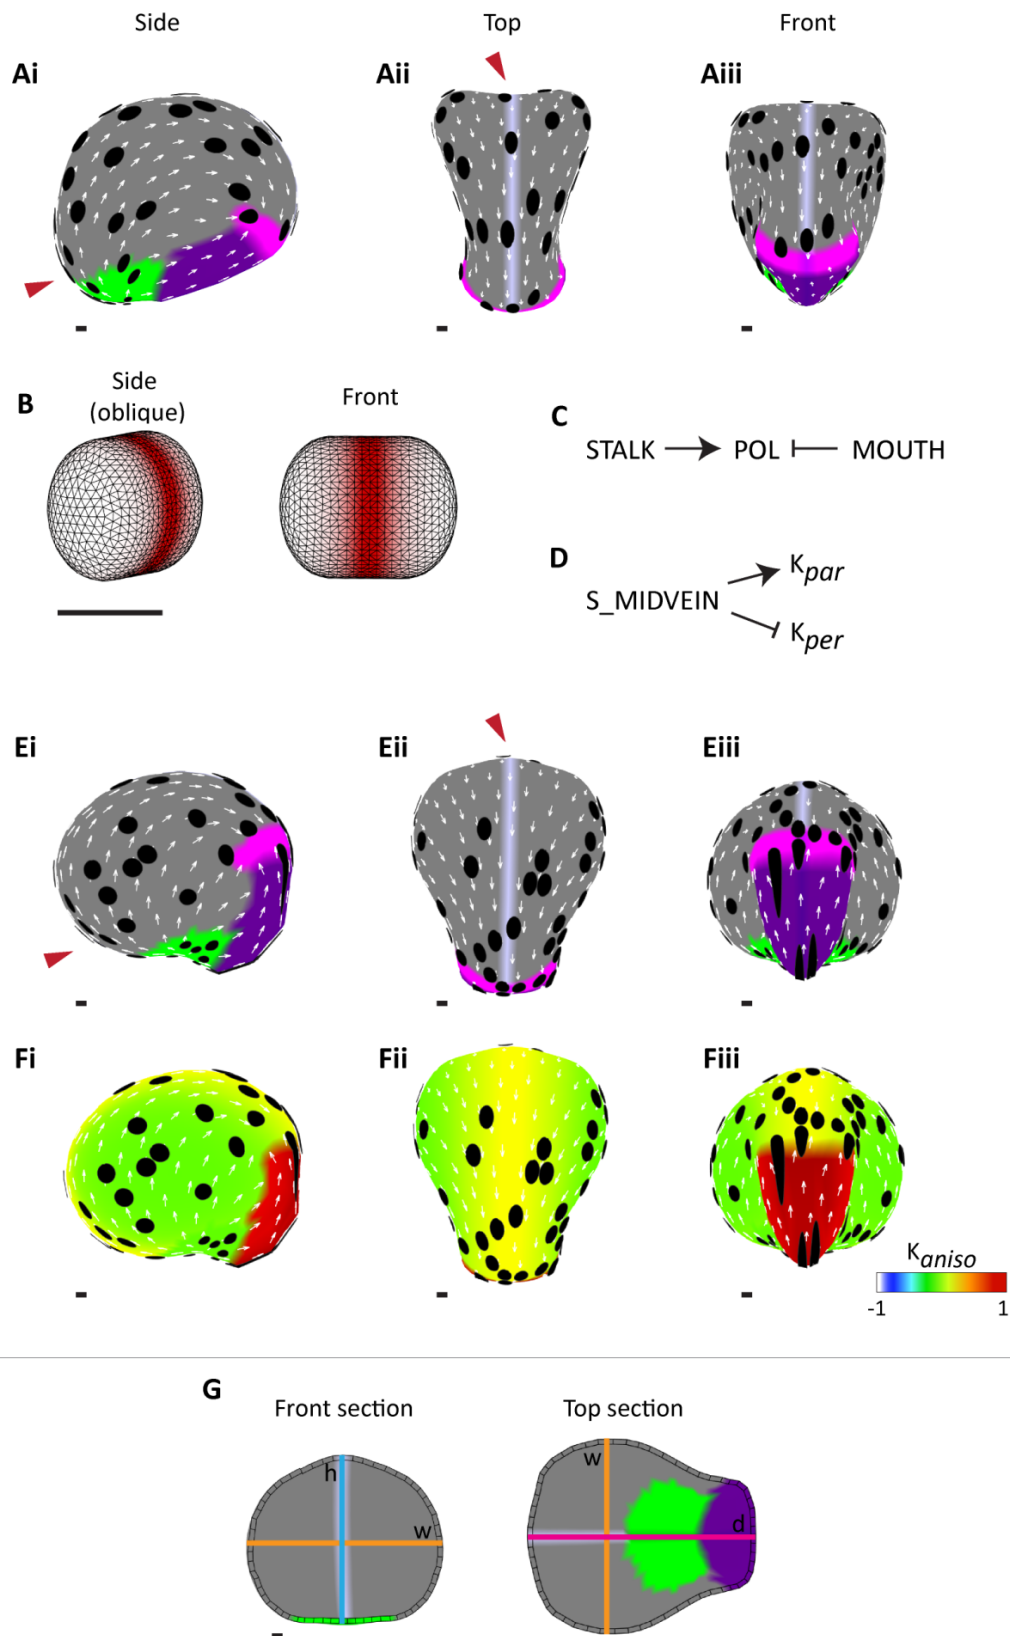 Side Top Front
Ai Aii Aiii
B Side (oblique) Front
C STALK POL MOUTH
D S_MIDVEIN Kpar Kper
Ei Eii Eiii
Fi Fii Fiii
Kaniso
-1 1
G Front section Top section
h w w d